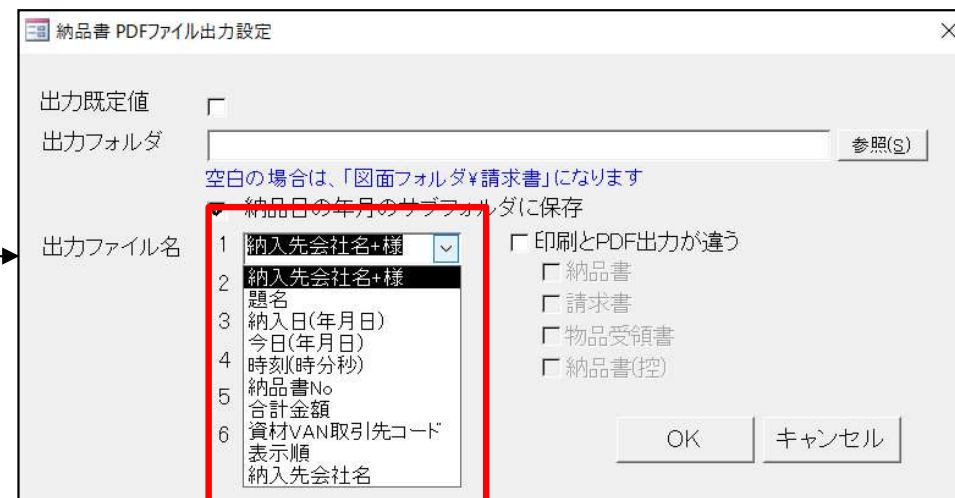 納品書 PDFファイル出力設定
出力既定値
出力フォルダ
参照(S)
空白の場合は、「図面フォルダ¥請求書」になります
納品日の年月のサブフォルダに保存
出力ファイル名
1 納入先会社名+様
印刷とPDF出力が違う
納入先会社名+様
納品書
2
題名
請求書
3 納入日(年月日)
今日(年月日)
物品受領書
4 時刻(時分秒)
納品書(控)
5 納品書No
合計金額
6 資材VAN取引先コード
OK
キャンセル
表示順
納入先会社名